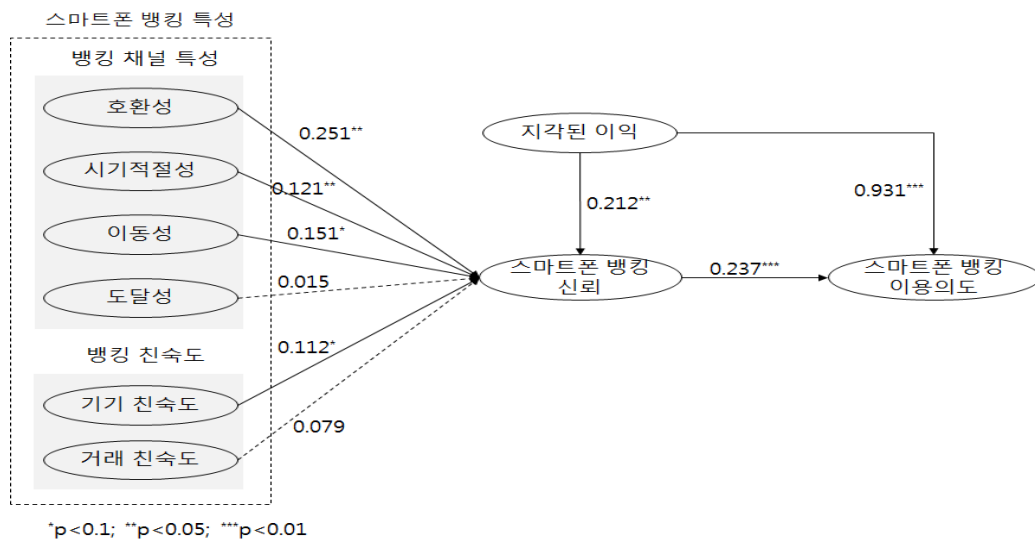 스마트폰 뱅킹 특성
뱅킹 채널 특성
호환성
시기적절성
이동성
도달성
뱅킹 친숙도
기기 친숙도
거래 친숙도
0.251**
0.121**
0.151*
0.015
0.112*
0.079
지각된 이익
0.212**
0.931***
스마트폰 뱅킹
신뢰
0.237***
스마트폰 뱅킹
이용의도
*p<0.1; **p<0.05; ***p<0.01